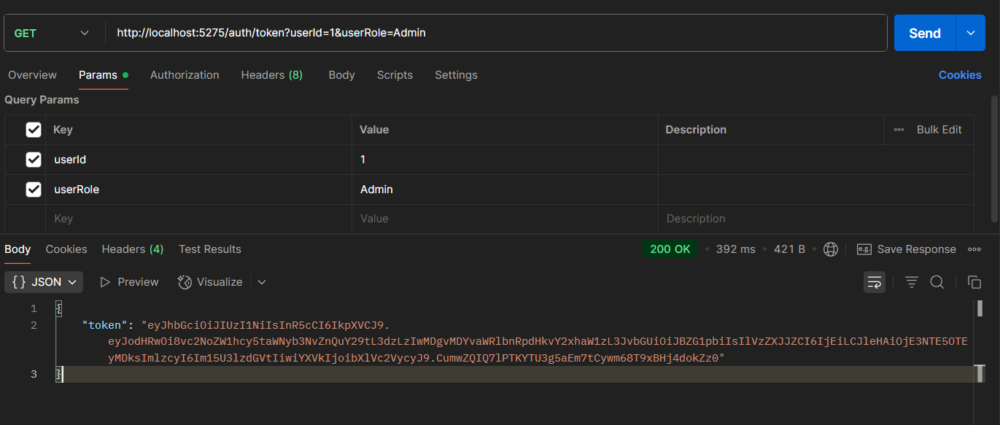 GET http://localhost:5275/auth/token?userId=1&userRole=Admin Send
Overview Params Authorization Headers (8) Body Scripts Settings Cookies
Query Params
Key Value Description Bulk Edit
userId 1
userRole Admin
Key Value Description
Body Cookies Headers (4) Test Results 200 OK • 392 ms • 421 B • e.g. Save Response
{} JSON Preview Visualize
1 {
2 "token": "eyJhbGciOiJIUzI1NiIsInR5cCI6IkpXVCJ9.
eyJodHRwOi8vc2NoZW1hcy5taWNyb3NvZnQuY29tL3dzLzIwMDgvMDYvaWRlbnRpdHkvY2xhaW1zL3JvbGUiOiJBZG1pbiIsIlVzZXJJZCI6IjEiLCJleHAiOjE3NTE5OTE
yMDksImlzcyI6Im15U3lzdGVtIiwiYXVkIjoibXlVc2VycyJ9.CumwZQIQ7lPTKYTU3g5aEm7tCywm68T9xBHj4dokZz0"
3 }